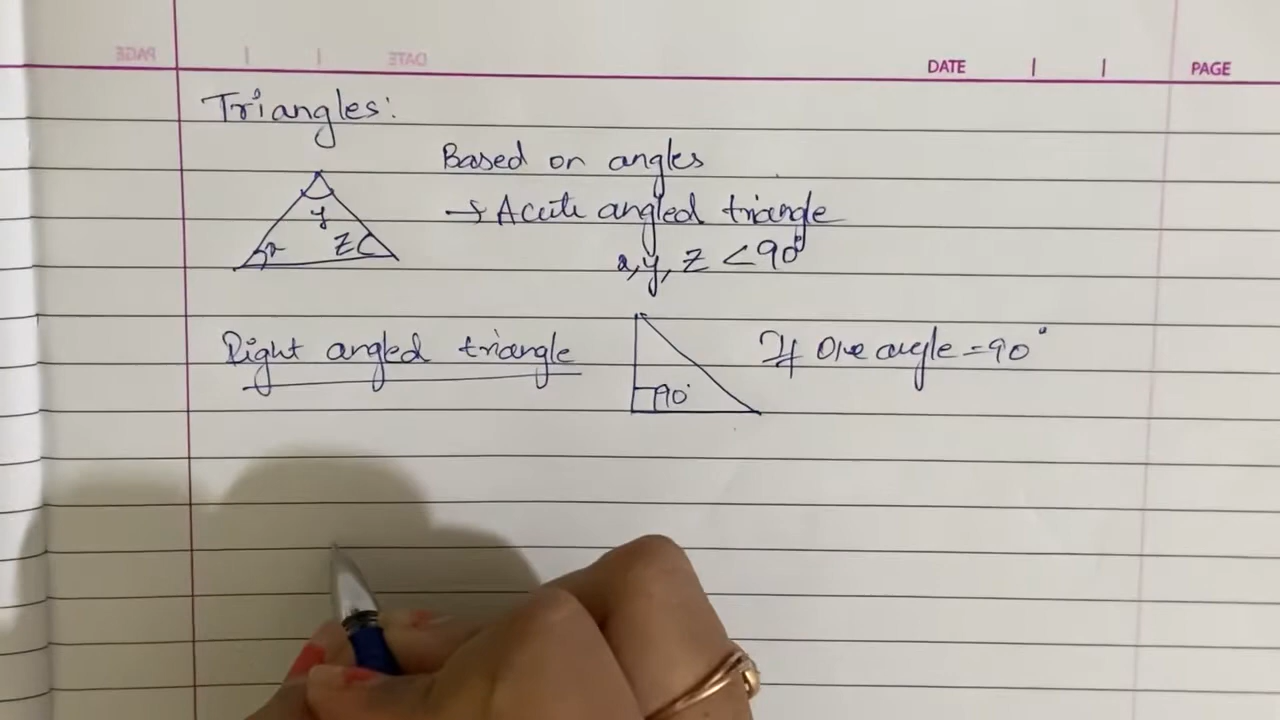 DATE PAGE
Triangles:
Based on angles
→ Acute angled triangle
x, y, z < 90°
y
x
z
Right angled triangle
90°
If One angle = 90°